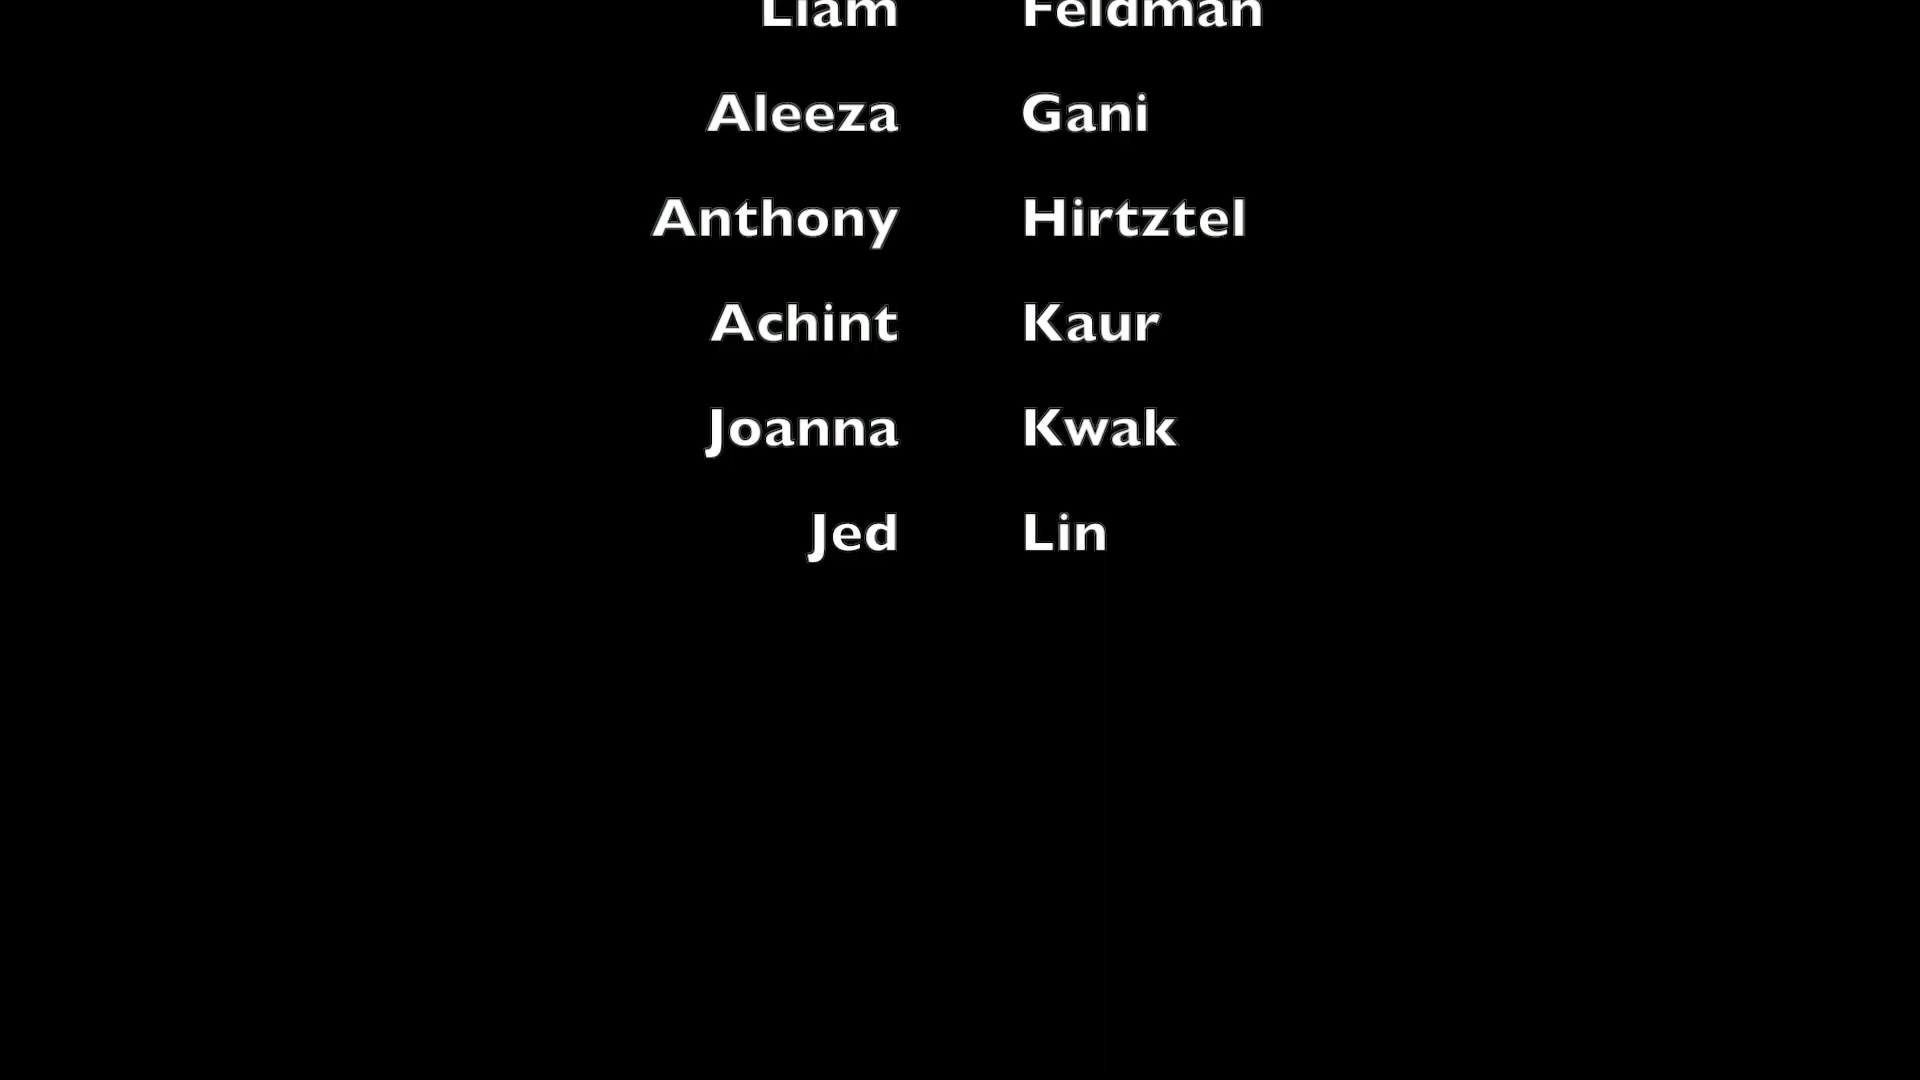 Liam Feldman
Aleeza Gani
Anthony Hirtztel
Achint Kaur
Joanna Kwak
Jed Lin